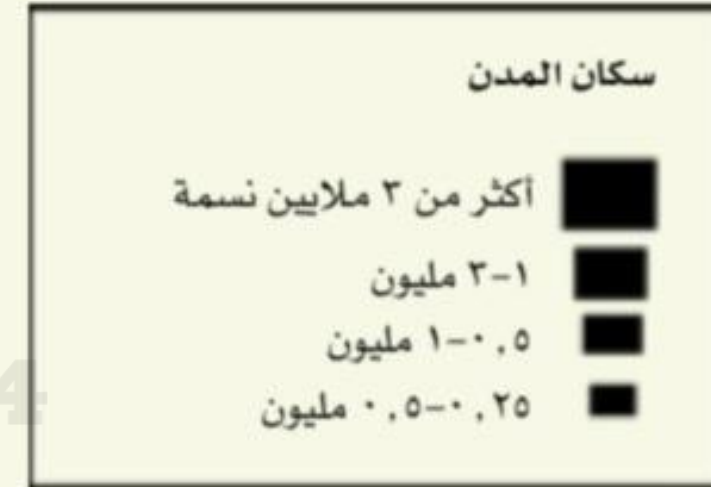 سكان المدن
أكثر من ٣ ملايين نسمة
١-٣ مليون
٠,٥-١ مليون
٠,٢٥-٠,٥ مليون
4